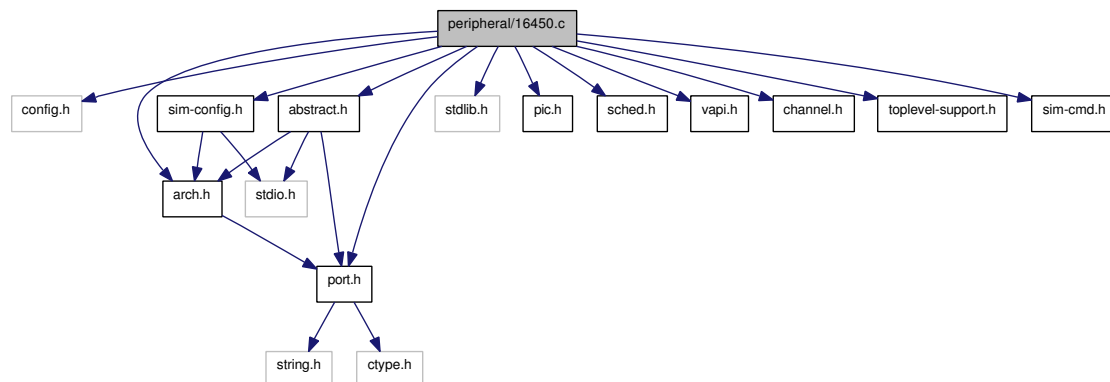 peripheral/16450.c
config.h
sim-config.h
abstract.h
stdlib.h
pic.h
sched.h
vapi.h
channel.h
toplevel-support.h
sim-cmd.h
arch.h
stdio.h
port.h
string.h
ctype.h